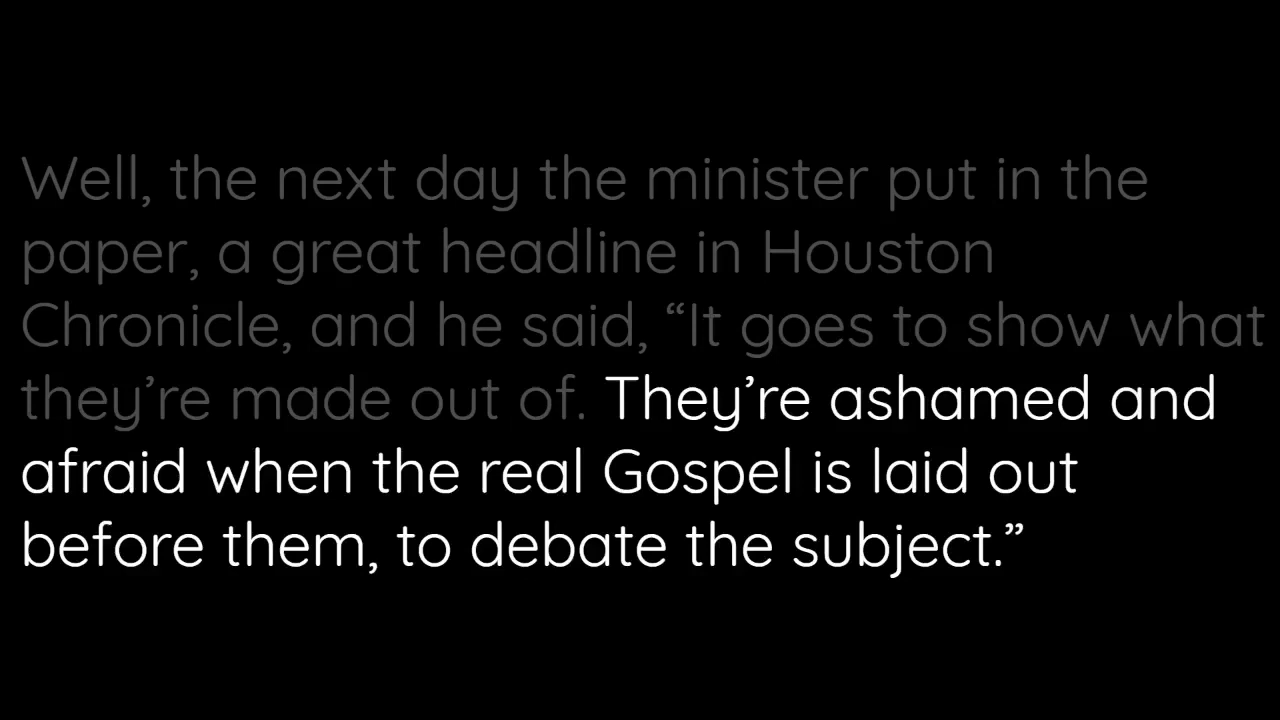 Well, the next day the minister put in the
paper, a great headline in Houston
Chronicle, and he said, “It goes to show what
they’re made out of. They’re ashamed and
afraid when the real Gospel is laid out
before them, to debate the subject.”